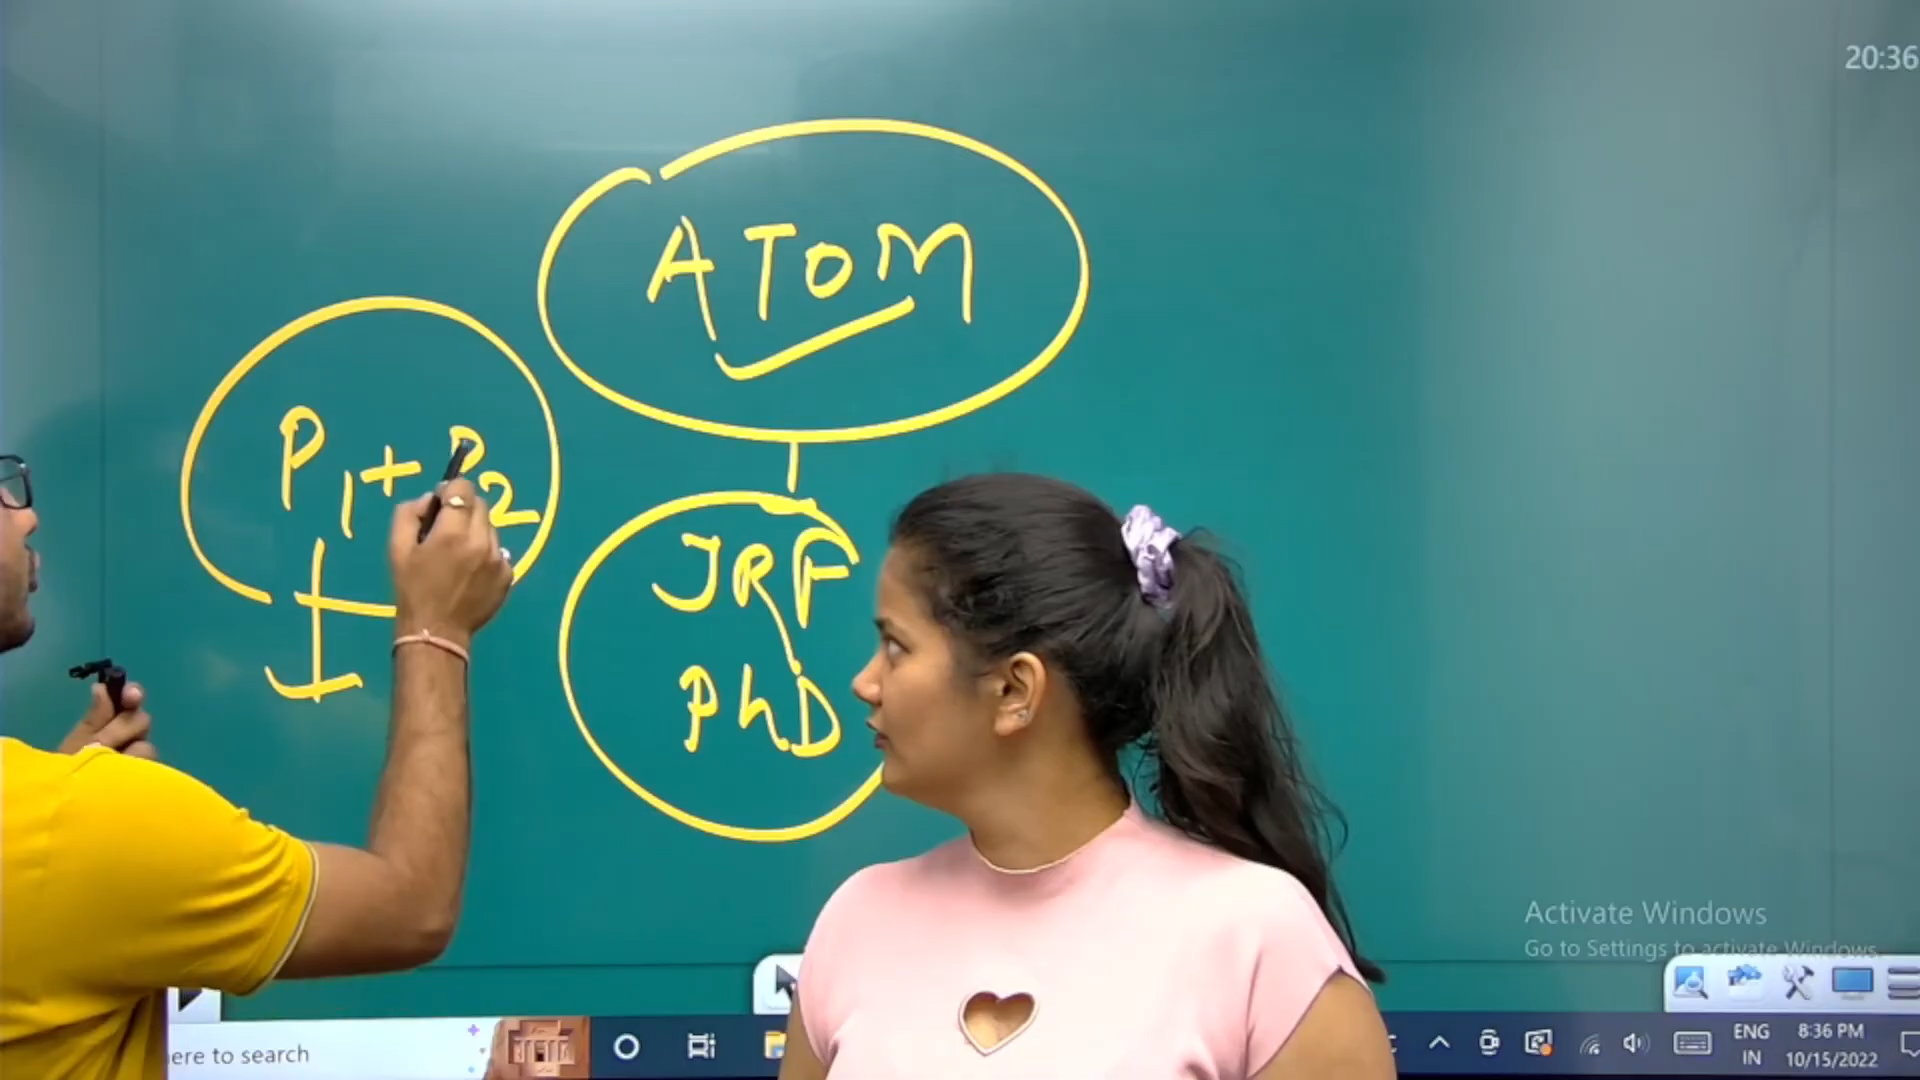 20:36
ATOM
P1+P2
JRF
PhD
Activate Windows
Go to Settings to activate Windows.
ere to search
ENG
IN
8:36 PM
10/15/2022